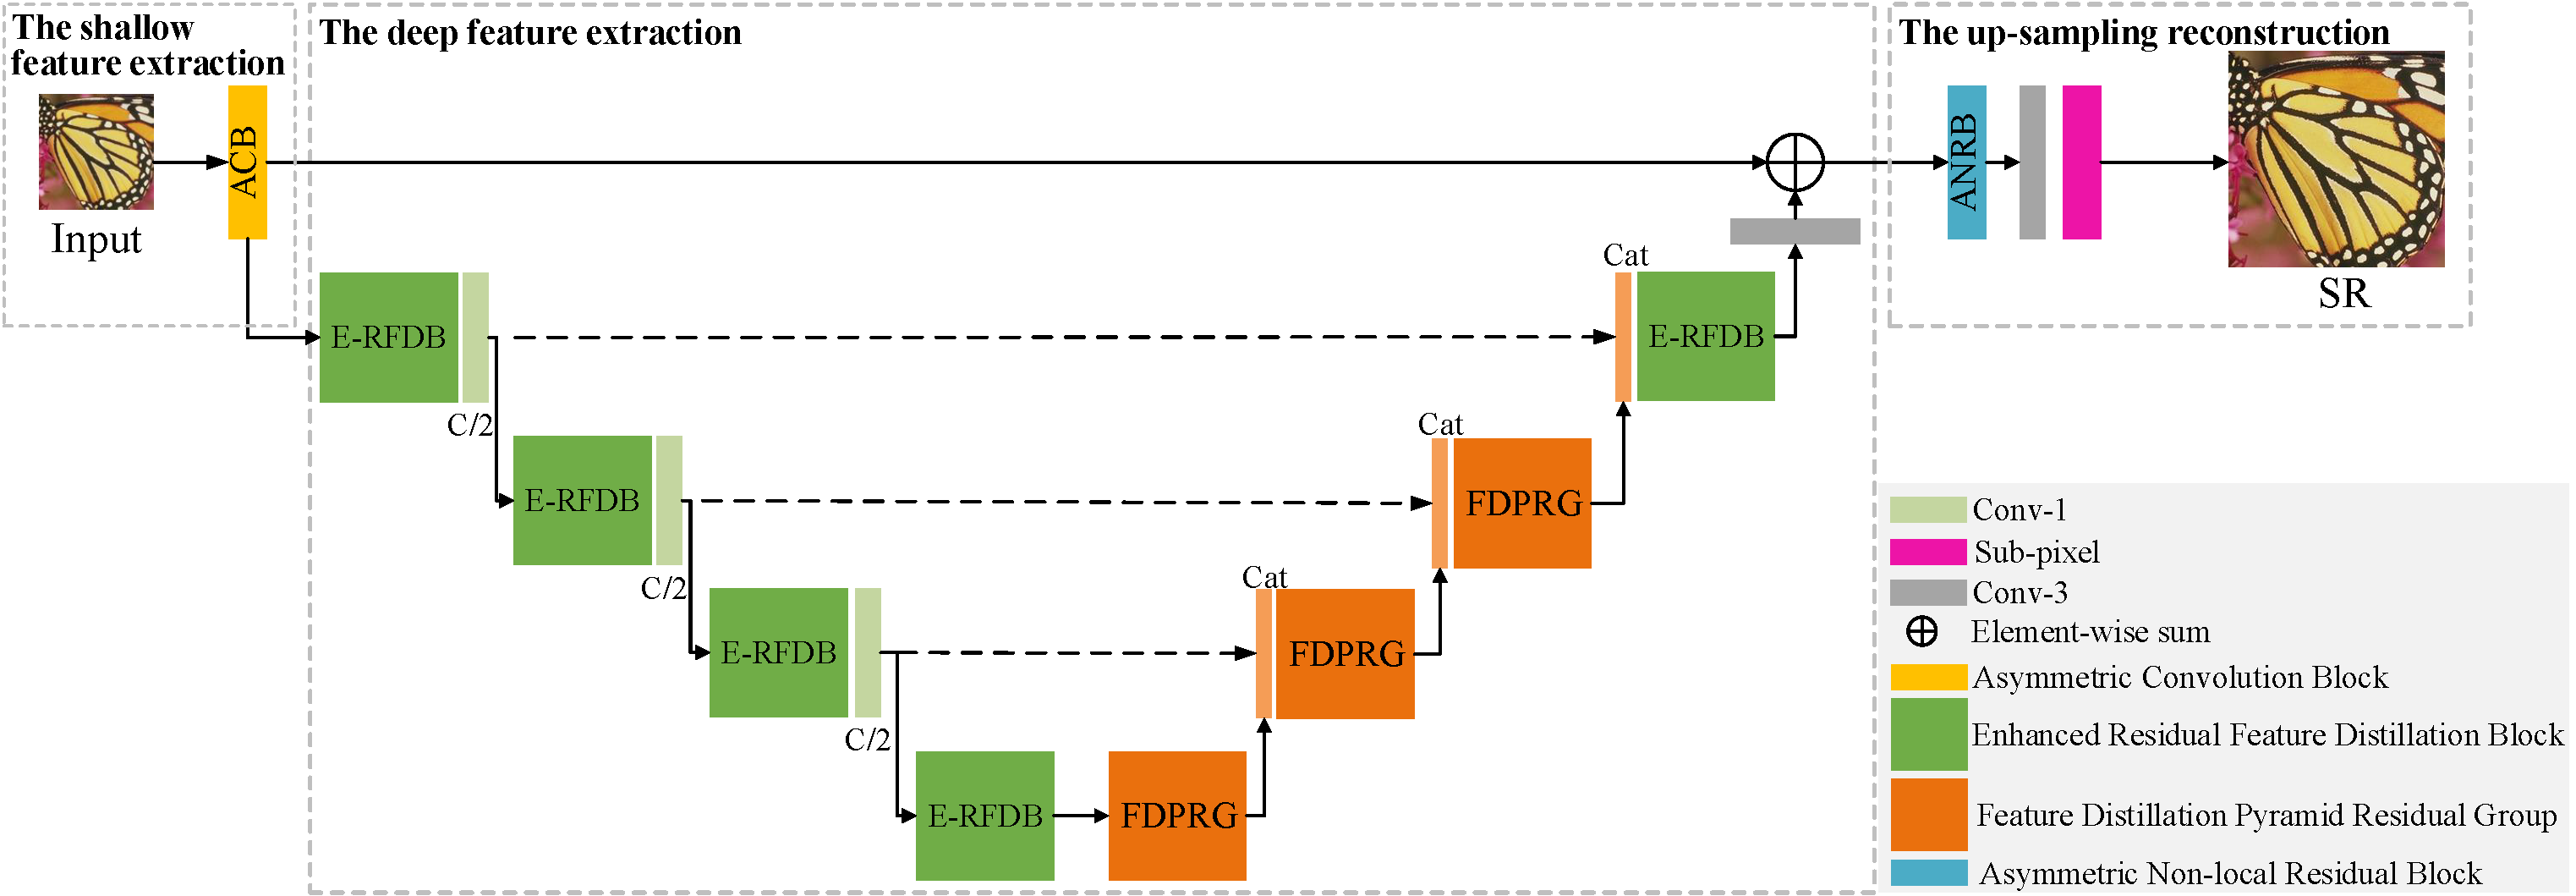 The shallow
feature extraction
Input
ACB
The deep feature extraction
E-RFDB
C/2
E-RFDB
C/2
E-RFDB
C/2
E-RFDB
FDPRG
Cat
FDPRG
Cat
FDPRG
Cat
E-RFDB
The up-sampling reconstruction
ANRB
SR
Conv-1
Sub-pixel
Conv-3
Element-wise sum
Asymmetric Convolution Block
Enhanced Residual Feature Distillation Block
Feature Distillation Pyramid Residual Group
Asymmetric Non-local Residual Block